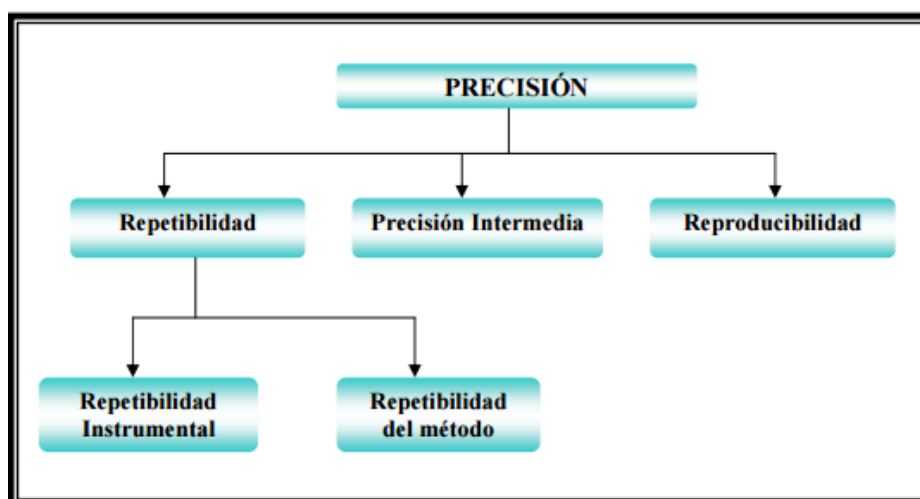 PRECISIÓN
Repetibilidad
Precisión Intermedia
Reproducibilidad
Repetibilidad
Instrumental
Repetibilidad
del método